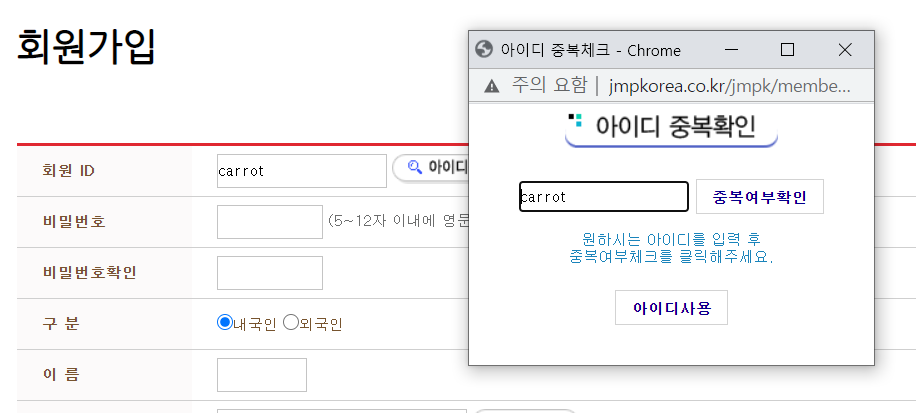 회원가입
회원 ID
carrot
아이디
비밀번호
(5~12자 이내에 영문
비밀번호확인
구 분
내국인 외국인
이 름
아이디 중복체크 - Chrome
주의 요함 | jmpkorea.co.kr/jmpk/membe...
아이디 중복확인
carrot
중복여부확인
원하시는 아이디를 입력 후
중복여부체크를 클릭해주세요.
아이디사용